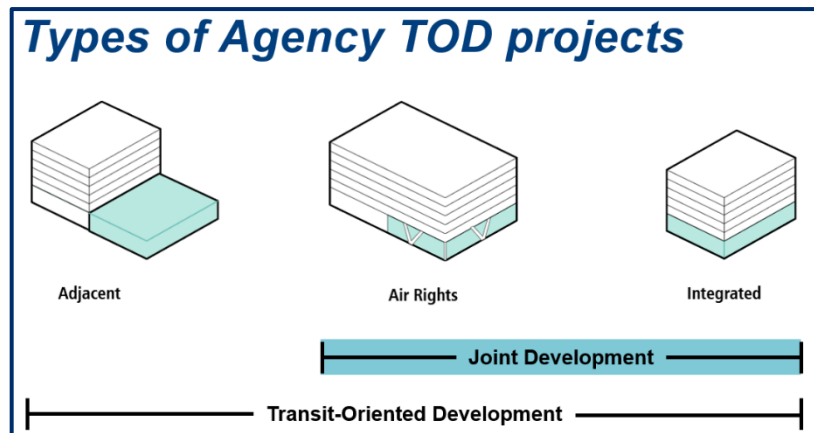 Types of Agency TOD projects
Adjacent
Air Rights
Integrated
Joint Development
Transit-Oriented Development